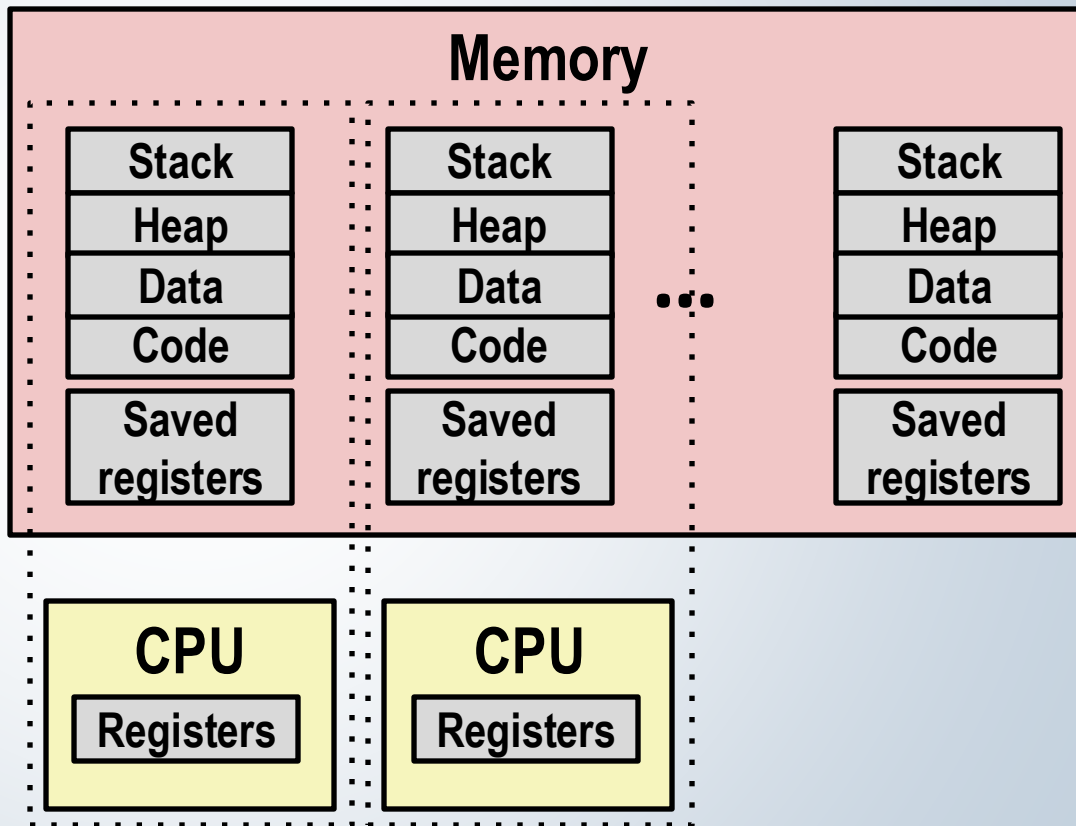 Memory
Stack
Heap
Data
Code
Saved
registers
Stack
Heap
Data
Code
Saved
registers
...
Stack
Heap
Data
Code
Saved
registers
CPU
Registers
CPU
Registers